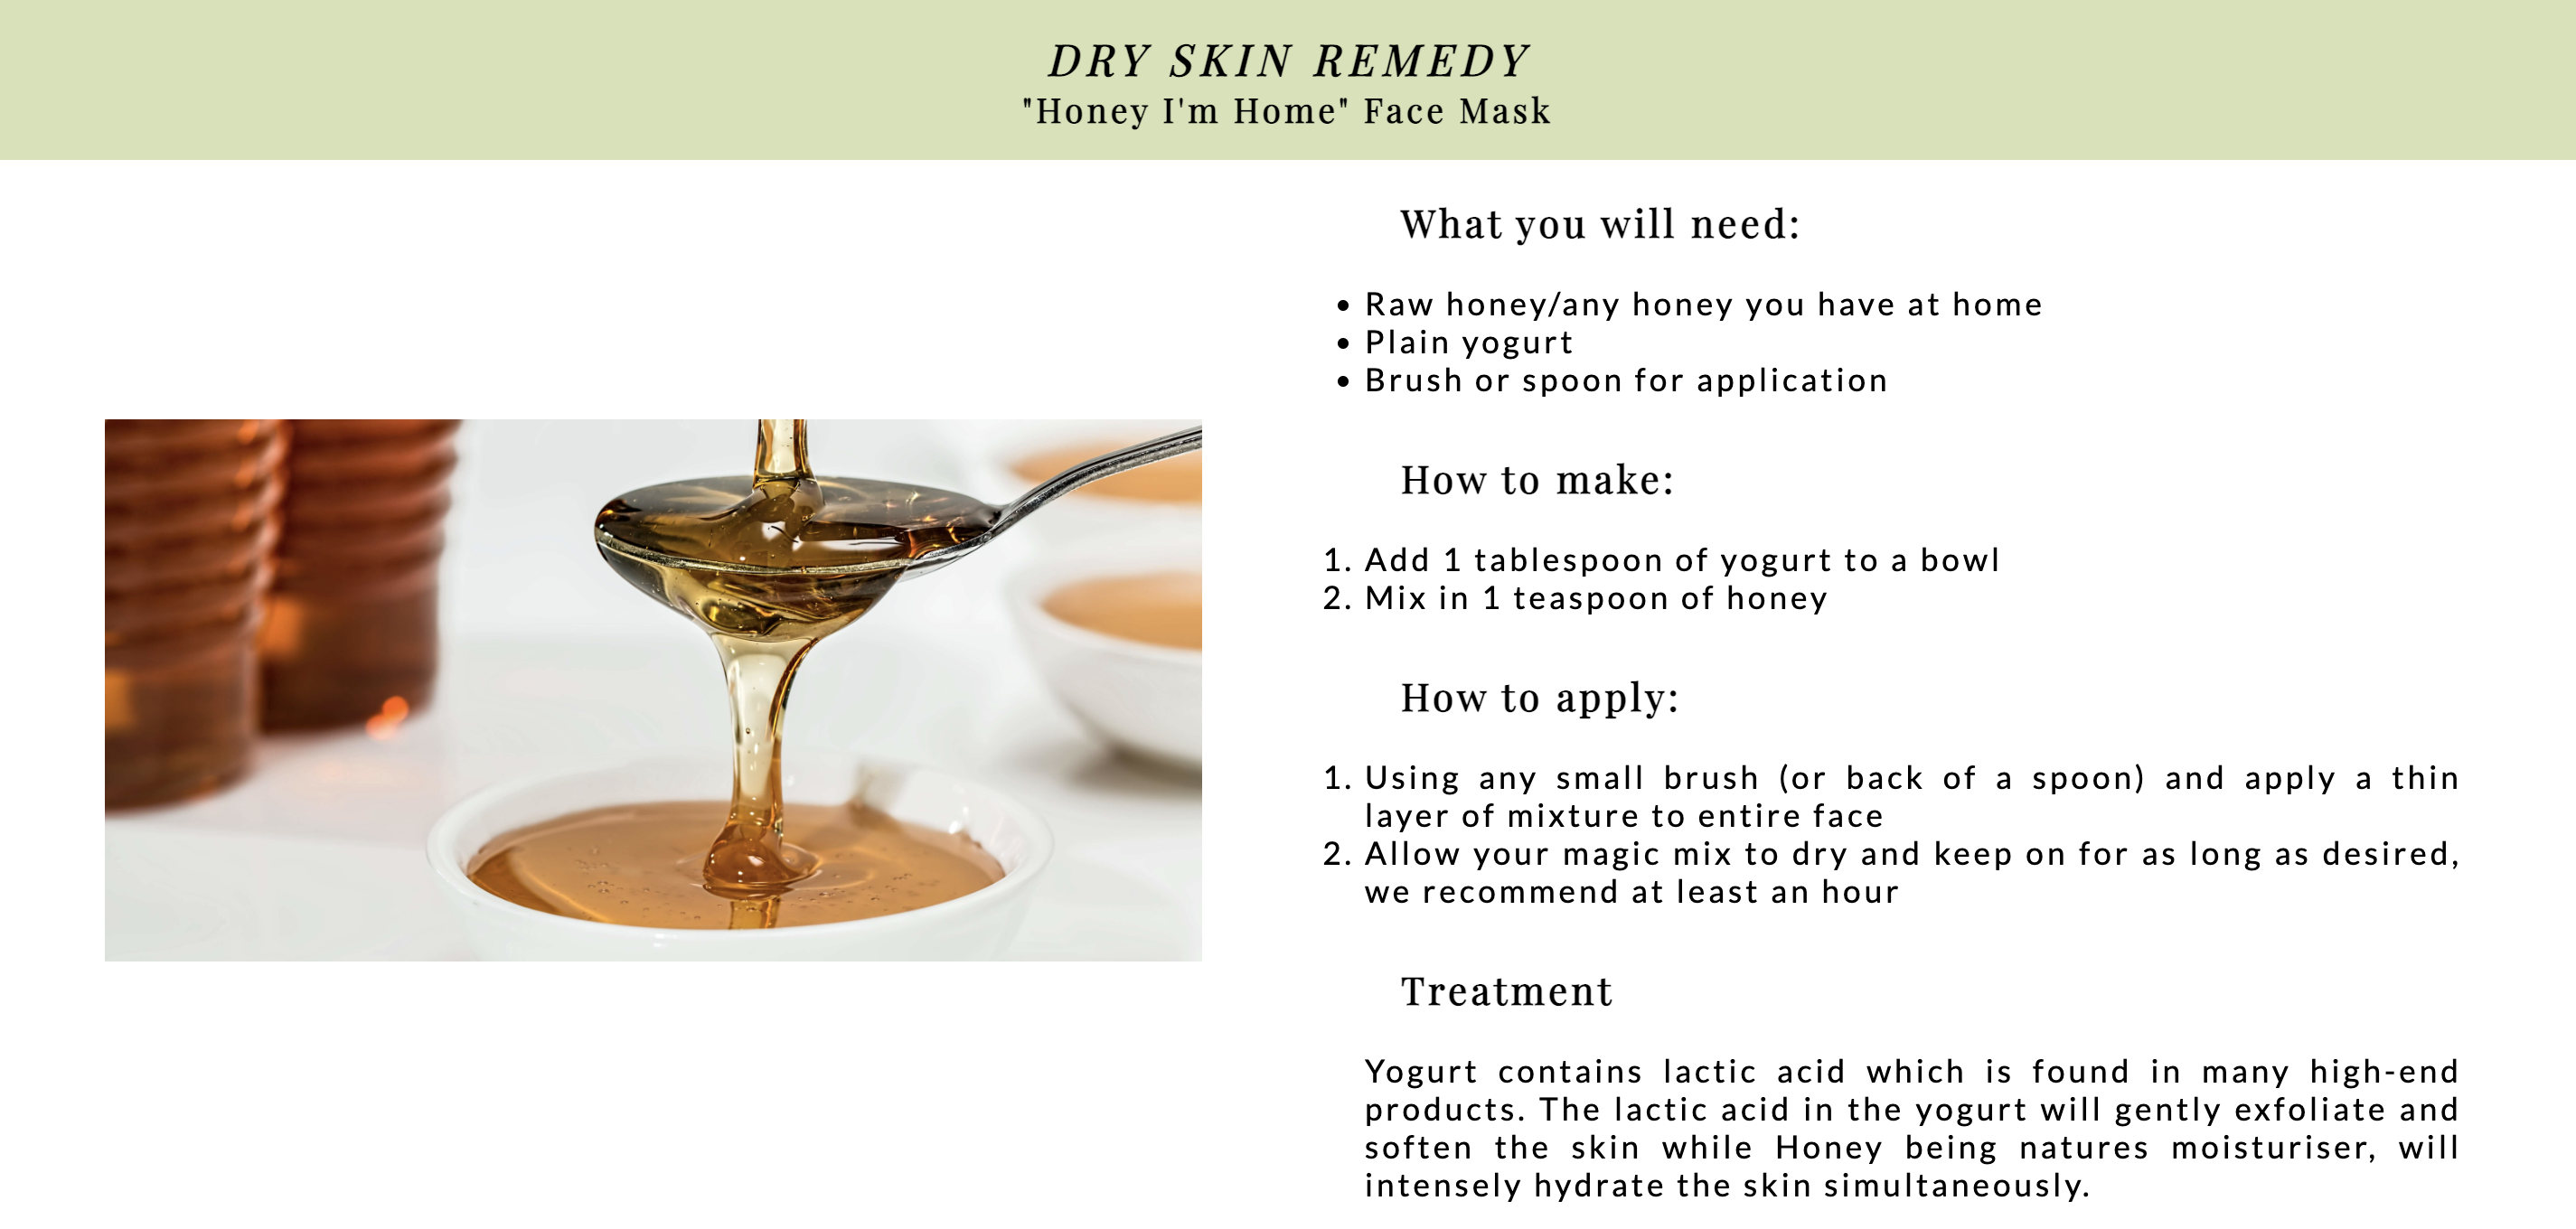 DRY SKIN REMEDY
"Honey I'm Home" Face Mask
What you will need:
• Raw honey/any honey you have at home
• Plain yogurt
• Brush or spoon for application
How to make:
1. Add 1 tablespoon of yogurt to a bowl
2. Mix in 1 teaspoon of honey
How to apply:
1. Using any small brush (or back of a spoon) and apply a thin
layer of mixture to entire face
2. Allow your magic mix to dry and keep on for as long as desired,
we recommend at least an hour
Treatment
Yogurt contains lactic acid which is found in many high-end
products. The lactic acid in the yogurt will gently exfoliate and
soften the skin while Honey being natures moisturiser, will
intensely hydrate the skin simultaneously.